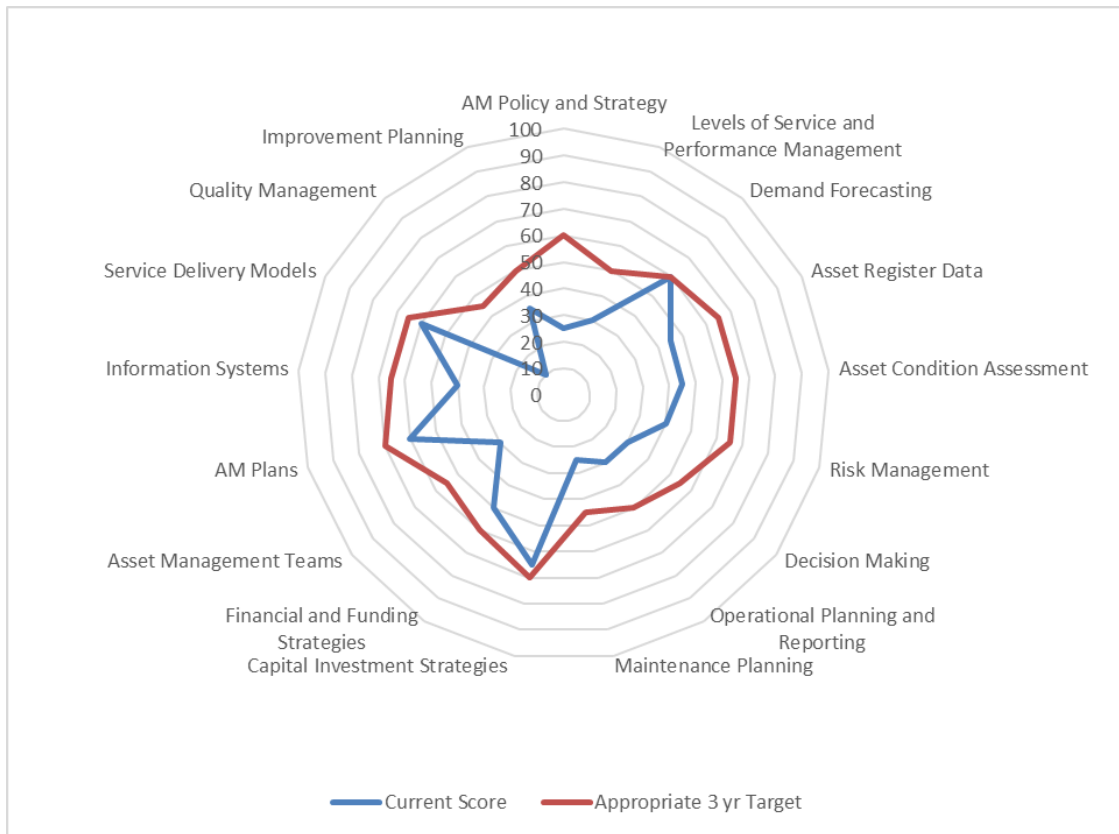 AM Policy and Strategy
Levels of Service and
Performance Management
Demand Forecasting
Asset Register Data
Asset Condition Assessment
Risk Management
Decision Making
Operational Planning and
Reporting
Maintenance Planning
Capital Investment Strategies
Financial and Funding
Strategies
Asset Management Teams
AM Plans
Information Systems
Service Delivery Models
Quality Management
Improvement Planning
100
90
80
70
60
50
40
30
20
10
0
Current Score
Appropriate 3 yr Target